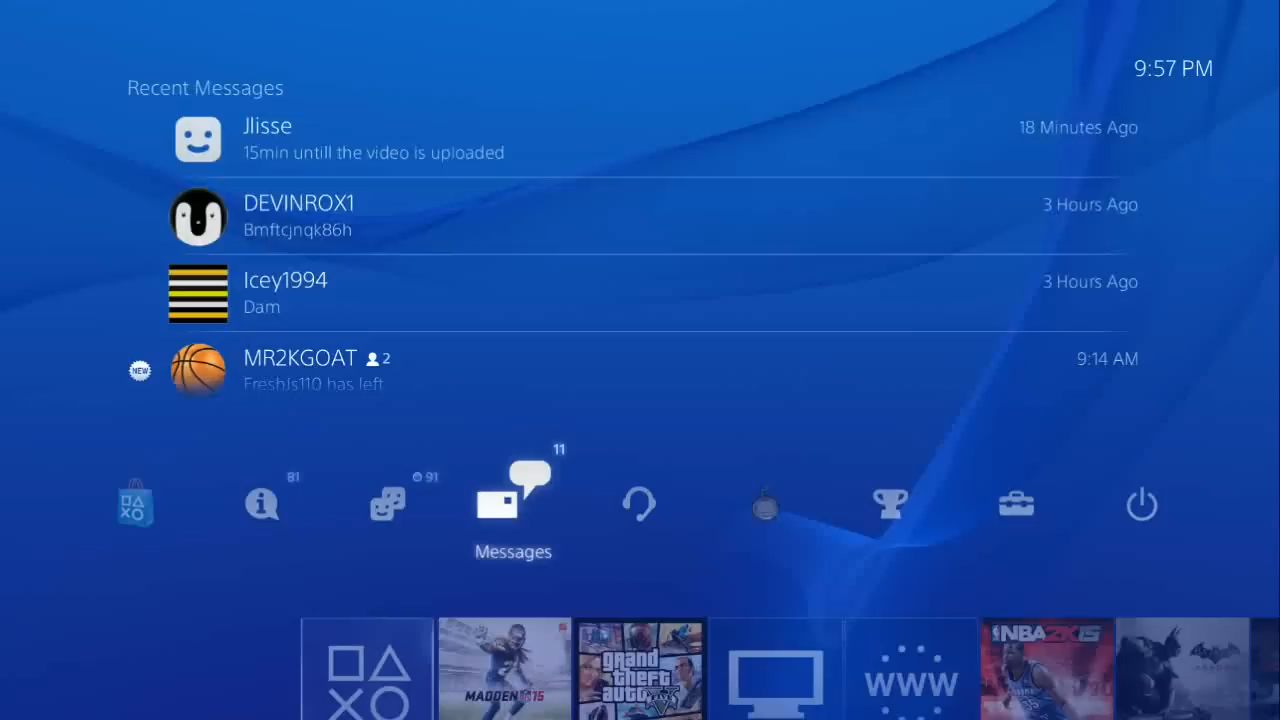 9:57 PM
Recent Messages
Jlisse
18 Minutes Ago
15min untill the video is uploaded
DEVINROX1
3 Hours Ago
Bmftcjnqk86h
Icey1994
3 Hours Ago
Dam
NEW
MR2KGOAT 2
9:14 AM
FreshJs110 has left
81
91
11
Messages
MADDEN 15
grand
theft
auto V
www
NBA2K15